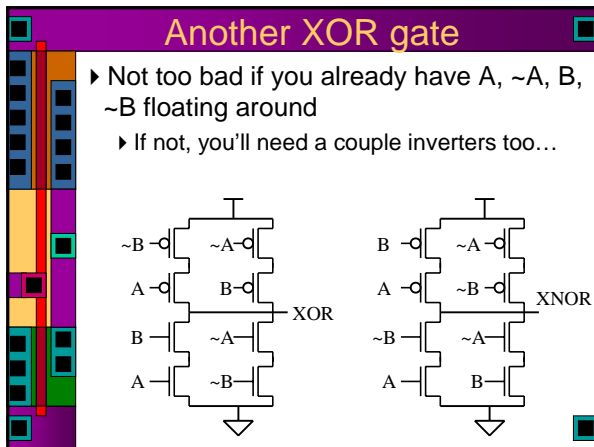 Another XOR gate
Not too bad if you already have A, ~A, B,
~B floating around
If not, you'll need a couple inverters too…
~B ~A B ~A
A B A ~B
XOR XNOR
B ~A ~B ~A
A ~B A B